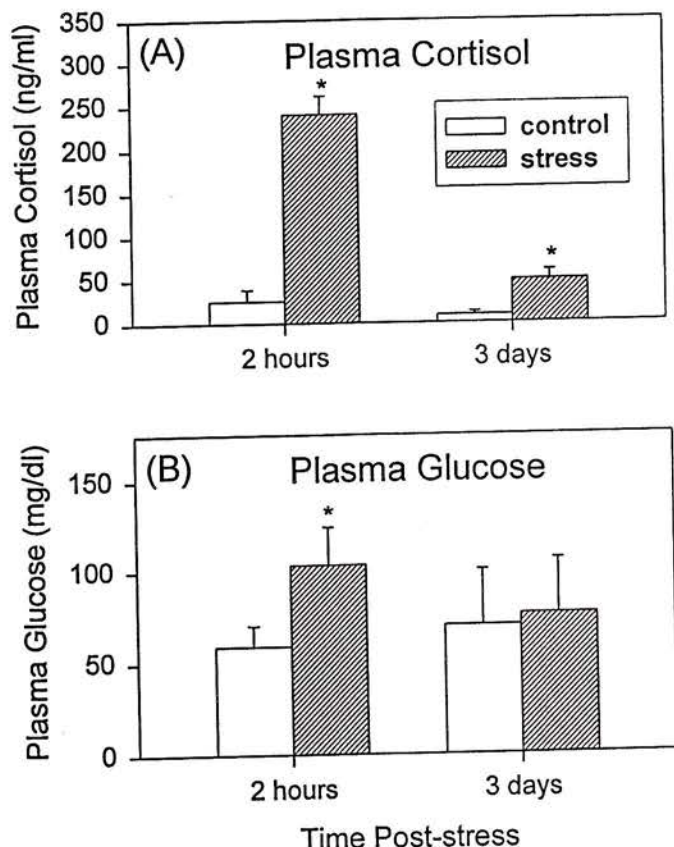 (A) Plasma Cortisol
Plasma Cortisol (ng/ml)
350
300
250
200
150
100
50
0
*
*
control
stress
2 hours
3 days
(B) Plasma Glucose
Plasma Glucose (mg/dl)
150
100
50
0
*
2 hours
3 days
Time Post-stress